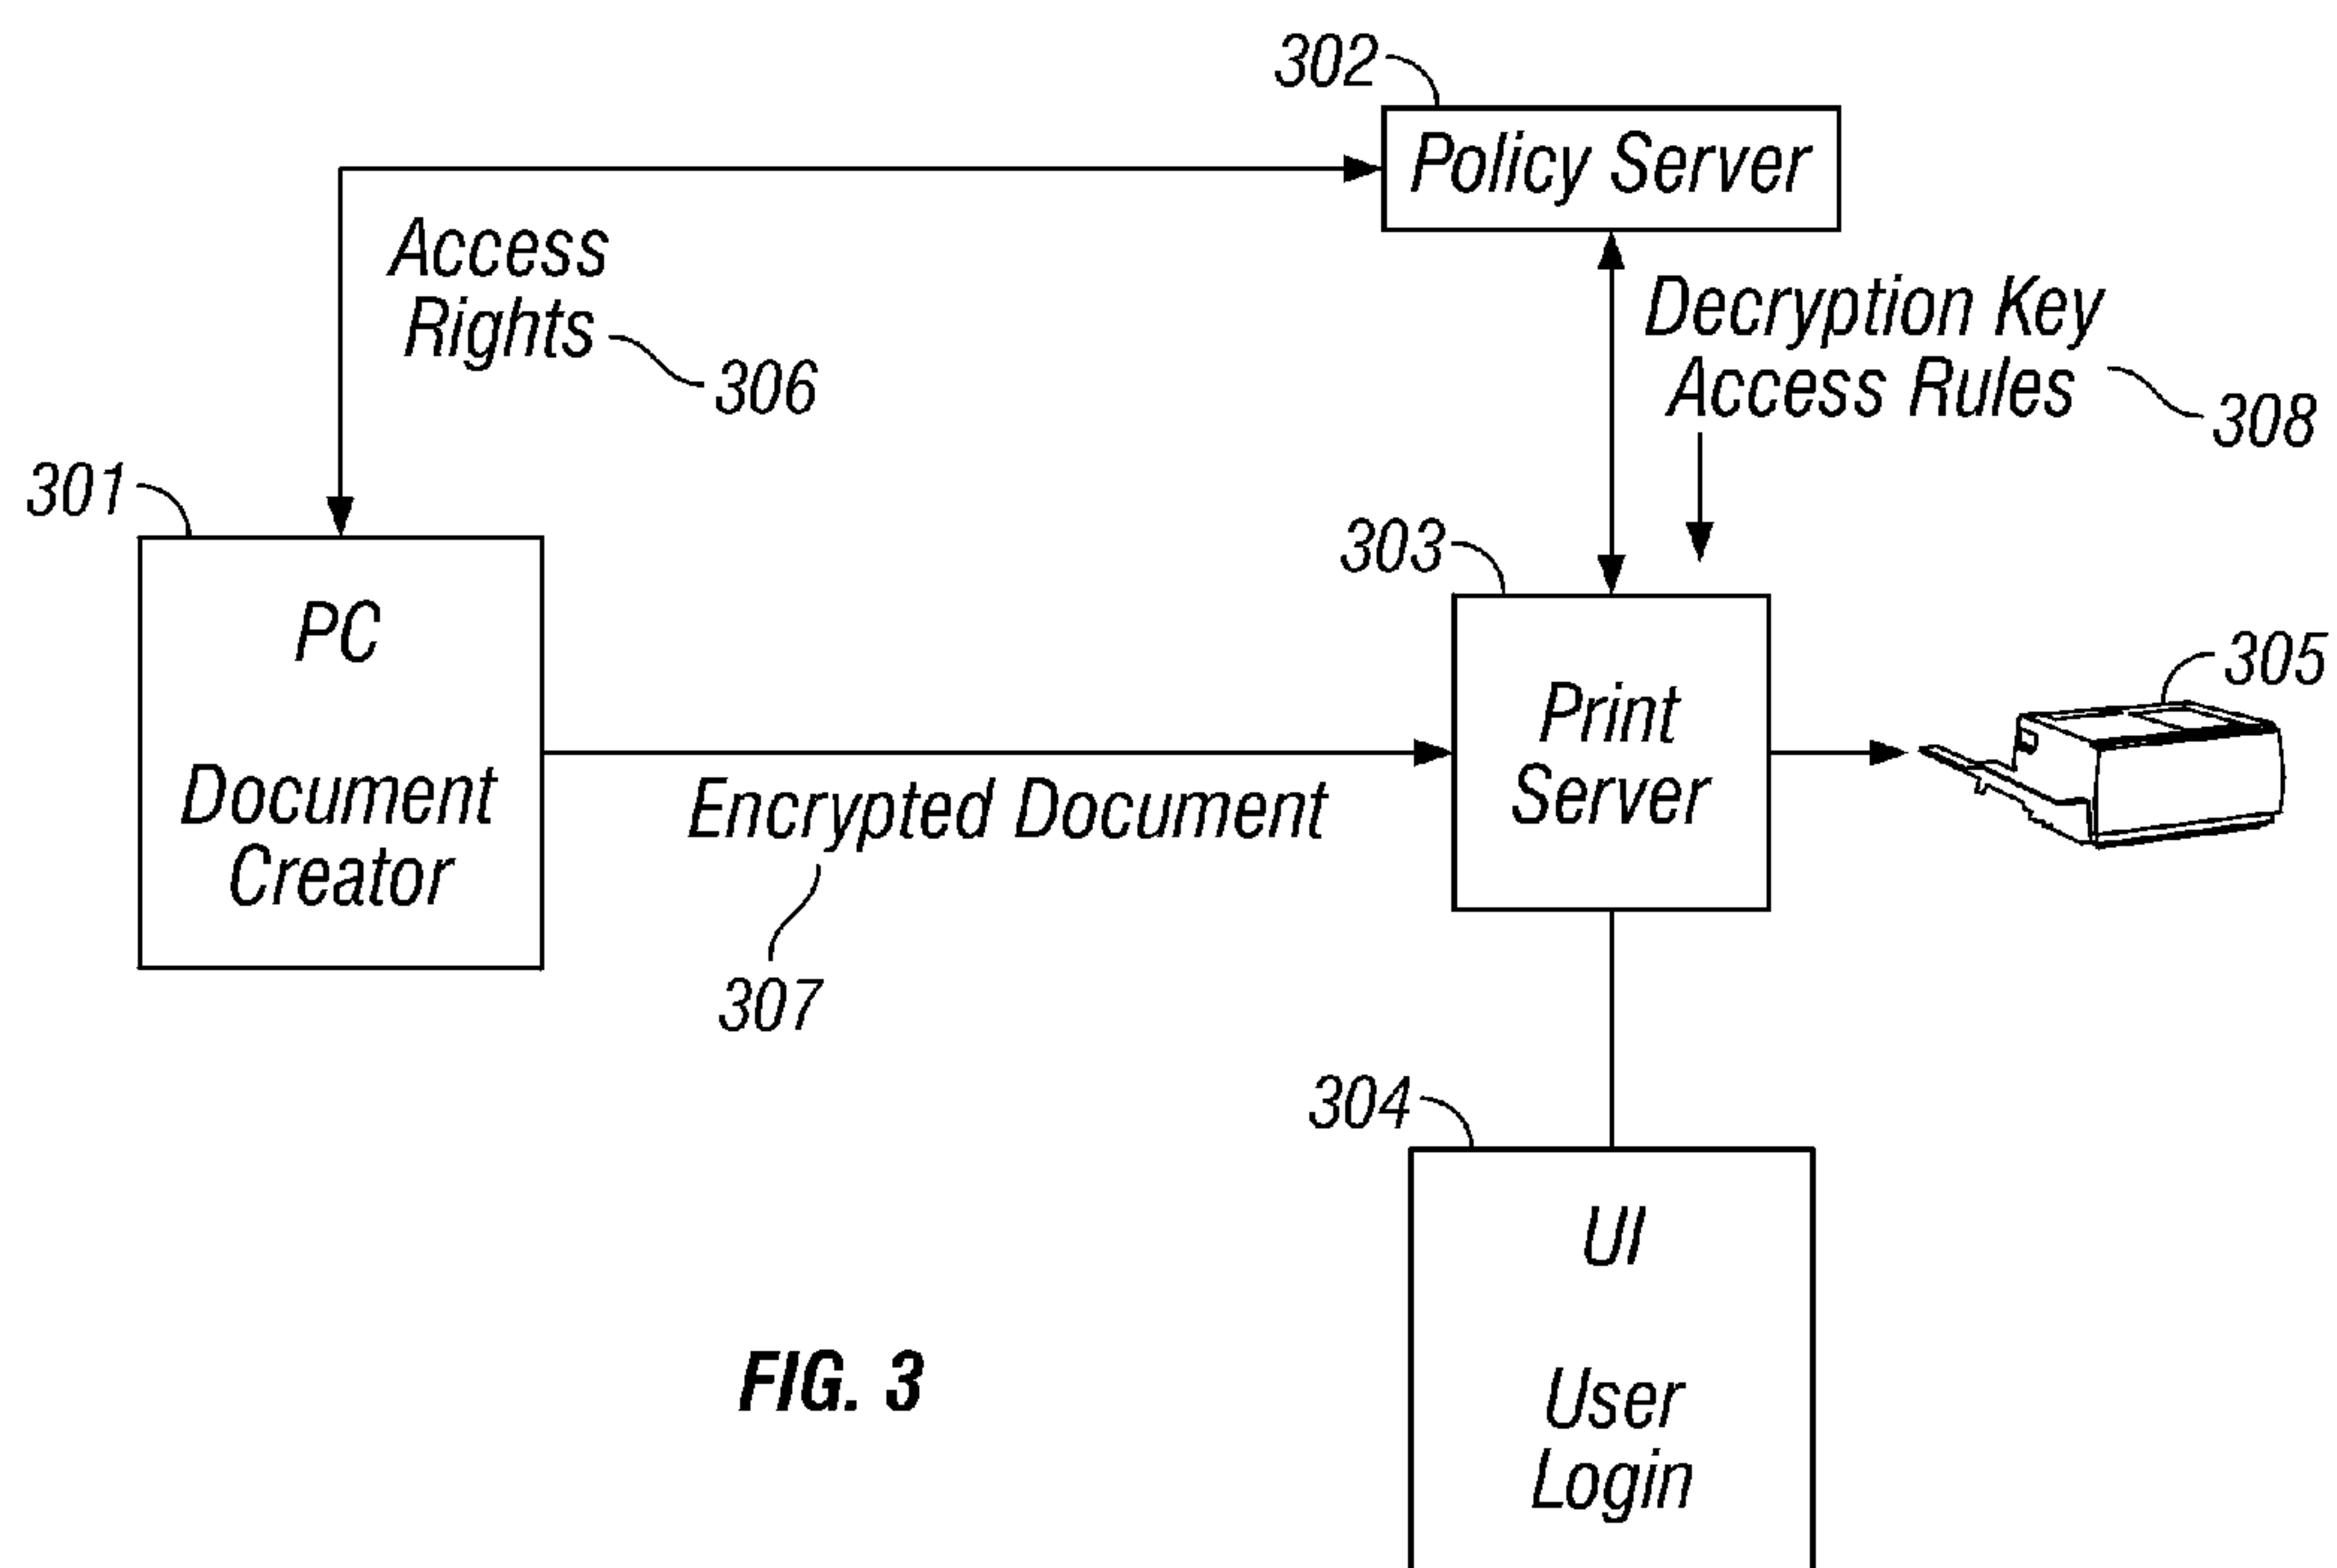 302
Policy Server
Access
Rights
306
Decryption Key
Access Rules
308
301
PC
Document
Creator
303
Print
Server
305
Encrypted Document
307
304
UI
User
Login
FIG. 3